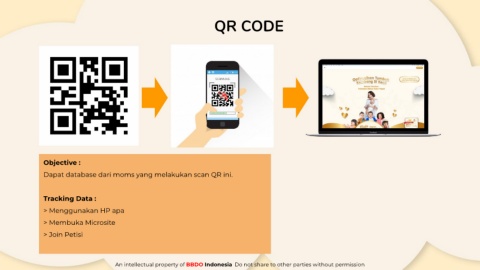 QR CODE
Objective :
Dapat database dari moms yang melakukan scan QR ini.
Tracking Data :
> Menggunakan HP apa
> Membuka Microsite
> Join Petisi
An intellectual property of BBDO Indonesia Do not share to other parties without permission